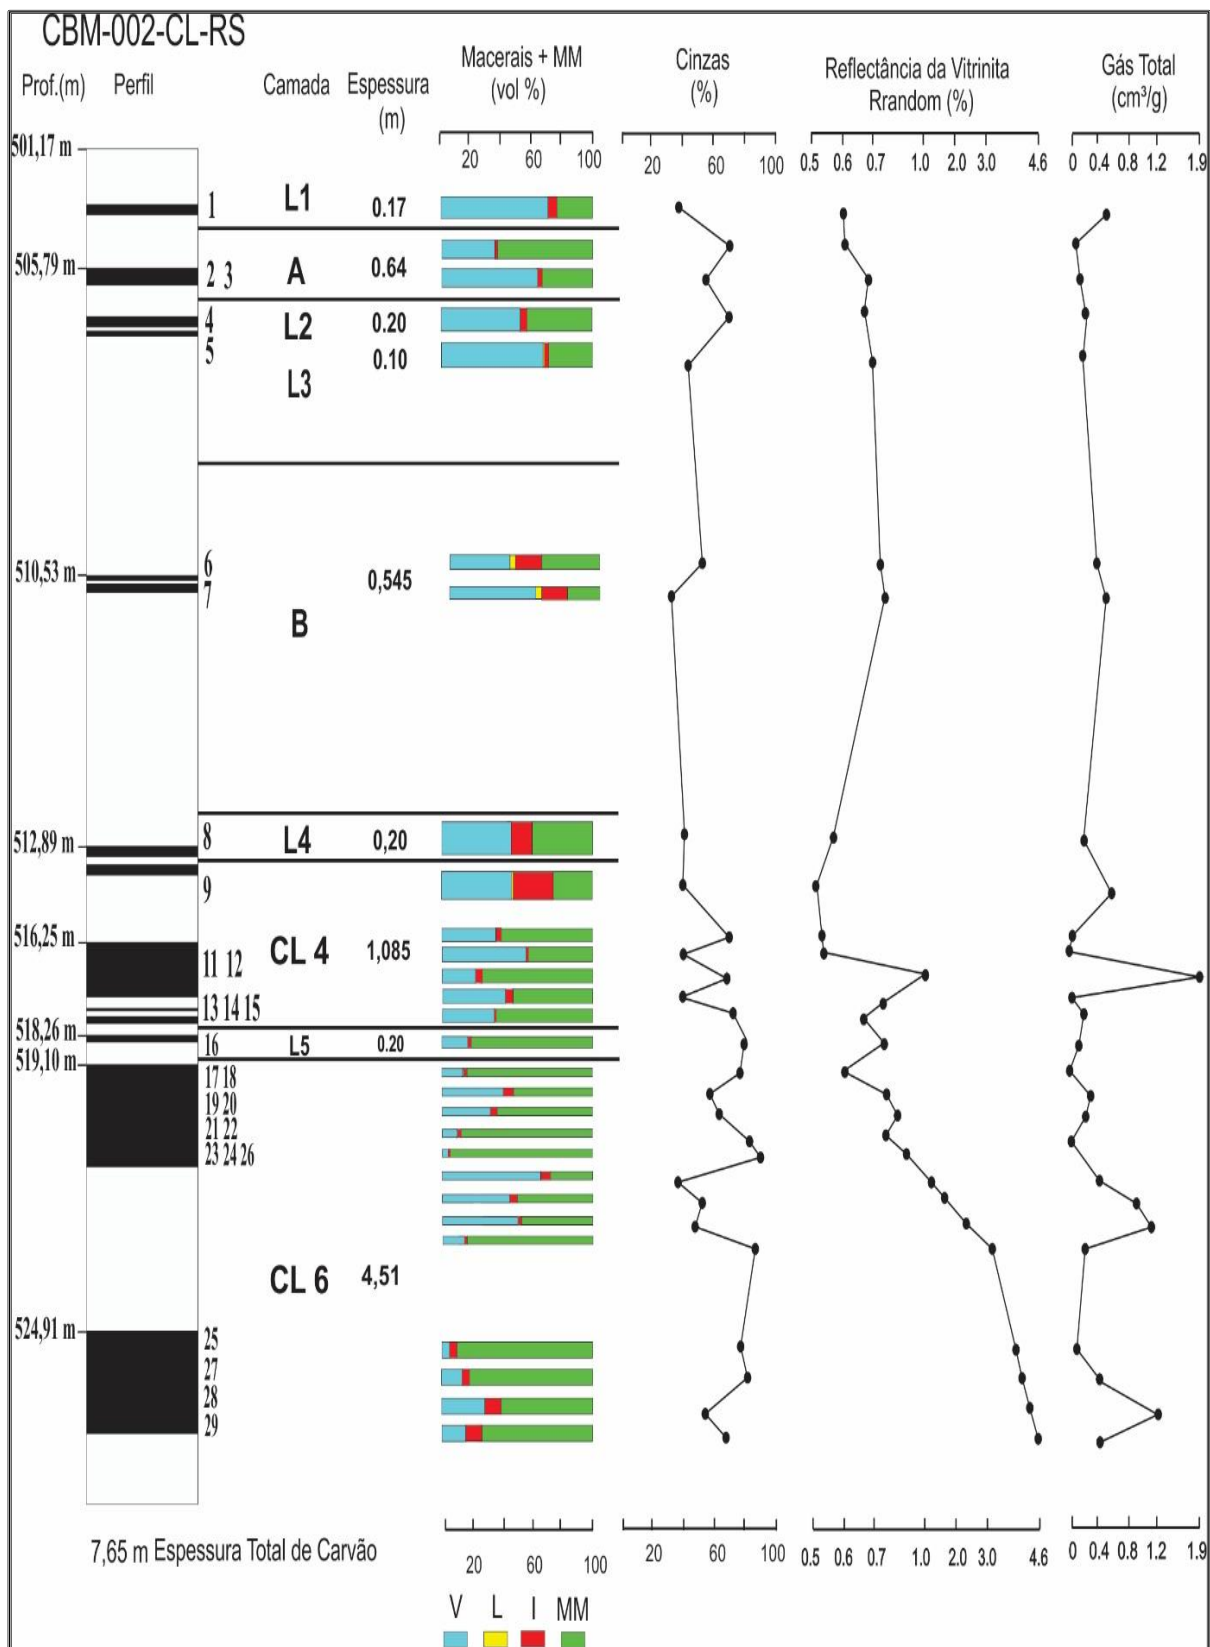 CBM-002-CL-RS
Prof.(m) Perfil Camada Espessura (m) Macerais + MM (vol %) Cinzas (%) Reflectância da Vitrinita Rrandom (%) Gás Total (cm³/g)
20 60 100 20 60 100 0.5 0.6 0.7 1.0 2.0 3.0 4.6 0 0.4 0.8 1.2 1.9
501,17 m
1 L1 0.17
505,79 m
2 3 A 0.64
4 L2 0.20
5 L3 0.10
510,53 m
6
7 B 0,545
512,89 m
8 L4 0,20
9
516,25 m
CL 4 1,085
11 12
13 14 15
518,26 m
16 L5 0.20
519,10 m
17 18
19 20
21 22
23 24 26
CL 6 4,51
524,91 m
25
27
28
29
7,65 m Espessura Total de Carvão
20 60 100 20 60 100 0.5 0.6 0.7 1.0 2.0 3.0 4.6 0 0.4 0.8 1.2 1.9
V L I MM